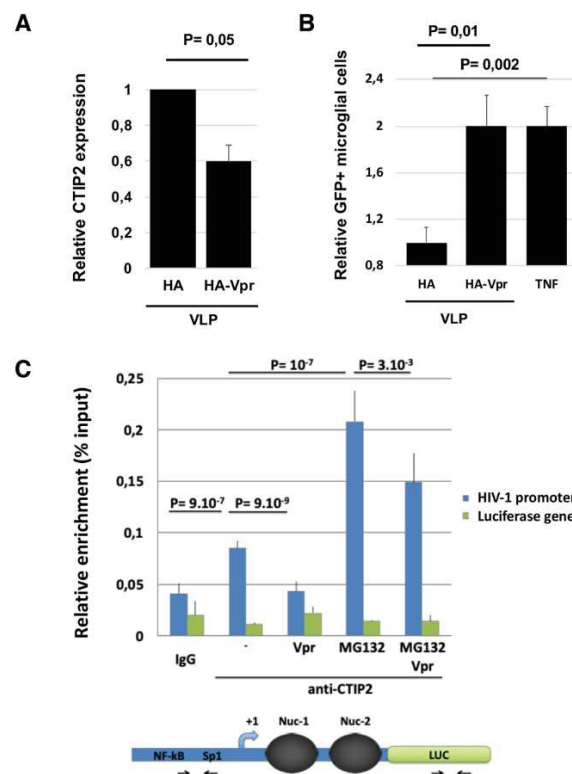 A
P= 0,05
Relative CTIP2 expression
1
0,8
0,6
0,4
0,2
0
HA HA-Vpr
VLP
B
P= 0,01
P= 0,002
Relative GFP+ microglial cells
2,4
2
1,6
1,2
0,8
HA HA-Vpr TNF
VLP
C
P= 10-7 P= 3.10-3
Relative enrichment (% input)
0,25
0,2
0,15
0,1
0,05
0
P= 9.10-7 P= 9.10-9
HIV-1 promoter
Luciferase gene
IgG - Vpr MG132 MG132
Vpr
anti-CTIP2
+1 Nuc-1 Nuc-2
NF-kB Sp1 LUC